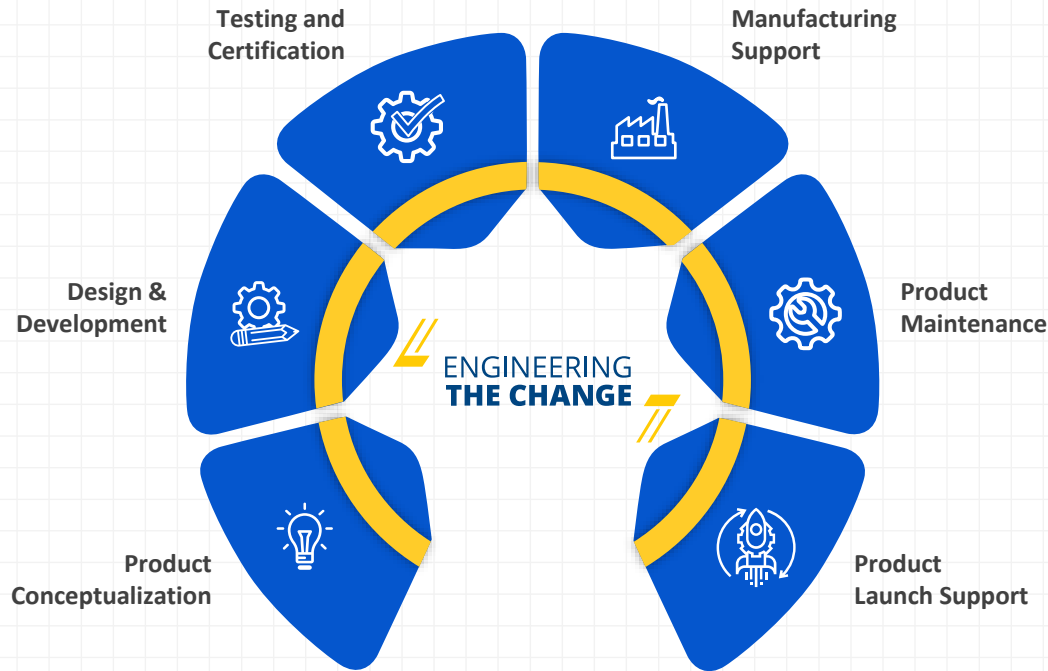 Testing and
Certification
Manufacturing
Support
Design &
Development
Product
Maintenance
ENGINEERING
THE CHANGE
Product
Conceptualization
Product
Launch Support